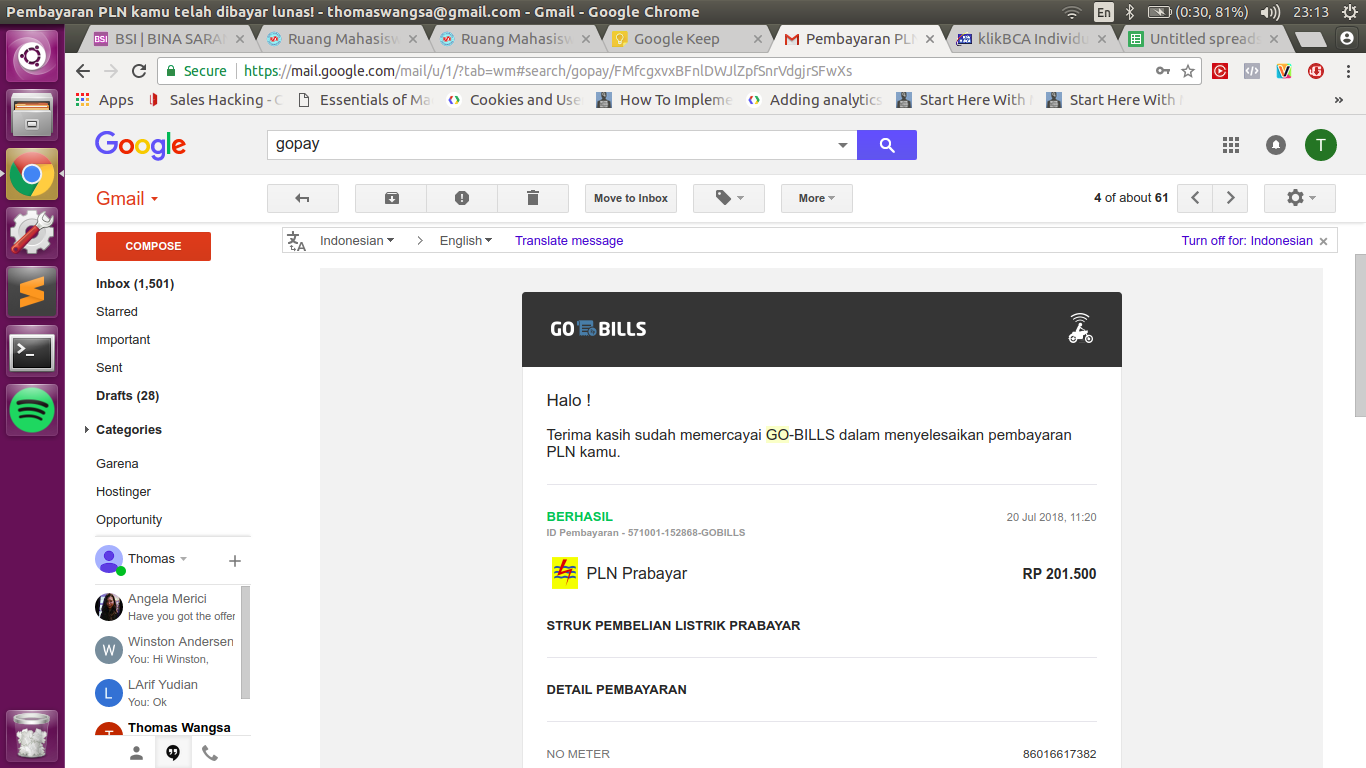 Pembayaran PLN kamu telah dibayar lunas! - thomaswangsa@gmail.com - Gmail - Google Chrome
En
(0:30, 81%)
23:13
BSI | BINA SARAN
Ruang Mahasisw
Ruang Mahasisw
Google Keep
Pembayaran PLN
klikBCA Individu
Untitled spreads
Secure
https://mail.google.com/mail/u/1/?tab=wm#search/gopay/FMfcgxvxBFnlDWJlZpfSnrVdgjrSFwXs
Apps
Sales Hacking - C
Essentials of Ma
Cookies and Use
How To Impleme
Adding analytics
Start Here With
Start Here With
»
Google
gopay
T
Gmail
Move to Inbox
More
4 of about 61
Indonesian
English
Translate message
Turn off for: Indonesian
COMPOSE
Inbox (1,501)
Starred
Important
Sent
Drafts (28)
Categories
Garena
Hostinger
Opportunity
Thomas
Angela Merici
Have you got the offer
W
Winston Andersen
You: Hi Winston,
L
LArif Yudian
You: Ok
T
Thomas Wangsa
GO BILLS
Halo !
Terima kasih sudah memercayai GO-BILLS dalam menyelesaikan pembayaran
PLN kamu.
BERHASIL
20 Jul 2018, 11:20
ID Pembayaran - 571001-152868-GOBILLS
PLN Prabayar
RP 201.500
STRUK PEMBELIAN LISTRIK PRABAYAR
DETAIL PEMBAYARAN
NO METER
86016617382